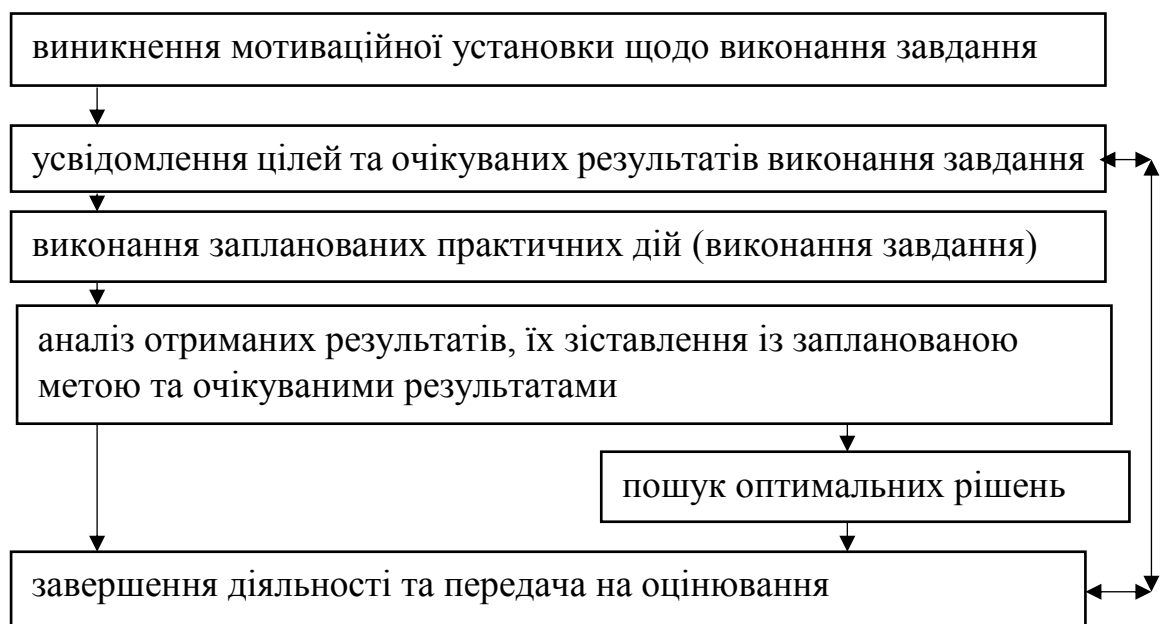 виникнення мотиваційної установки щодо виконання завдання
усвідомлення цілей та очікуваних результатів виконання завдання
виконання запланованих практичних дій (виконання завдання)
аналіз отриманих результатів, їх зіставлення із запланованою
метою та очікуваними результатами
пошук оптимальних рішень
завершення діяльності та передача на оцінювання